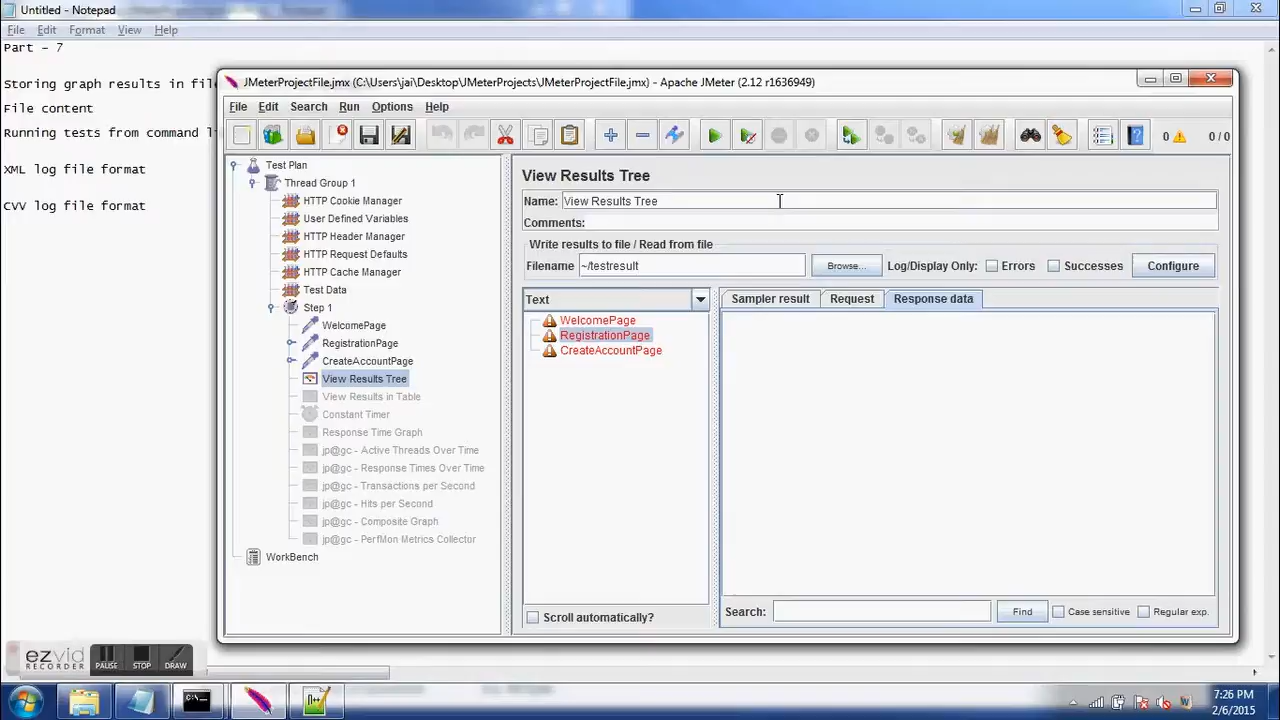 Untitled - Notepad
File Edit Format View Help
Part - 7
Storing graph results in fil
File content
Running tests from command l
XML log file format
CVV log file format
JMeterProjectFile.jmx (C:\Users\jai\Desktop\JMeterProjects\JMeterProjectFile.jmx) - Apache JMeter (2.12 r1636949)
File Edit Search Run Options Help
0 0 / 0
Test Plan
Thread Group 1
HTTP Cookie Manager
User Defined Variables
HTTP Header Manager
HTTP Request Defaults
HTTP Cache Manager
Test Data
Step 1
WelcomePage
RegistrationPage
CreateAccountPage
View Results Tree
View Results in Table
Constant Timer
Response Time Graph
jp@gc - Active Threads Over Time
jp@gc - Response Times Over Time
jp@gc - Transactions per Second
jp@gc - Hits per Second
jp@gc - Composite Graph
jp@gc - PerfMon Metrics Collector
WorkBench
View Results Tree
Name: View Results Tree
Comments:
Write results to file / Read from file
Filename ~/testresult Browse... Log/Display Only: Errors Successes Configure
Text
WelcomePage
RegistrationPage
CreateAccountPage
Scroll automatically?
Sampler result Request Response data
Search: Find Case sensitive Regular exp.
ezvid
RECORDER
PAUSE STOP DRAW
7:26 PM
2/6/2015